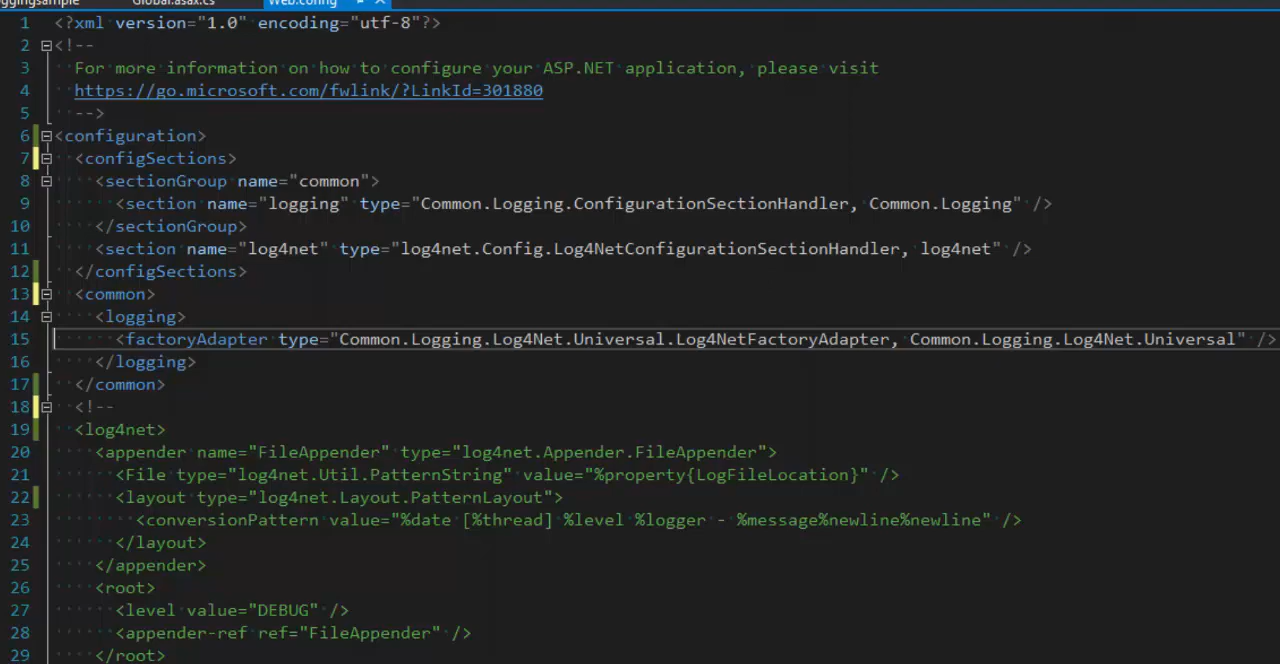 ggingsample Global.asax.cs Web.config
1 <?xml version="1.0" encoding="utf-8"?>
2 <!--
3 For more information on how to configure your ASP.NET application, please visit
4 https://go.microsoft.com/fwlink/?LinkId=301880
5 -->
6 <configuration>
7 <configSections>
8 <sectionGroup name="common">
9 <section name="logging" type="Common.Logging.ConfigurationSectionHandler, Common.Logging" />
10 </sectionGroup>
11 <section name="log4net" type="log4net.Config.Log4NetConfigurationSectionHandler, log4net" />
12 </configSections>
13 <common>
14 <logging>
15 <factoryAdapter type="Common.Logging.Log4Net.Universal.Log4NetFactoryAdapter, Common.Logging.Log4Net.Universal" />
16 </logging>
17 </common>
18 <!--
19 <log4net>
20 <appender name="FileAppender" type="log4net.Appender.FileAppender">
21 <File type="log4net.Util.PatternString" value="%property{LogFileLocation}" />
22 <layout type="log4net.Layout.PatternLayout">
23 <conversionPattern value="%date [%thread] %level %logger - %message%newline%newline" />
24 </layout>
25 </appender>
26 <root>
27 <level value="DEBUG" />
28 <appender-ref ref="FileAppender" />
29 </root>